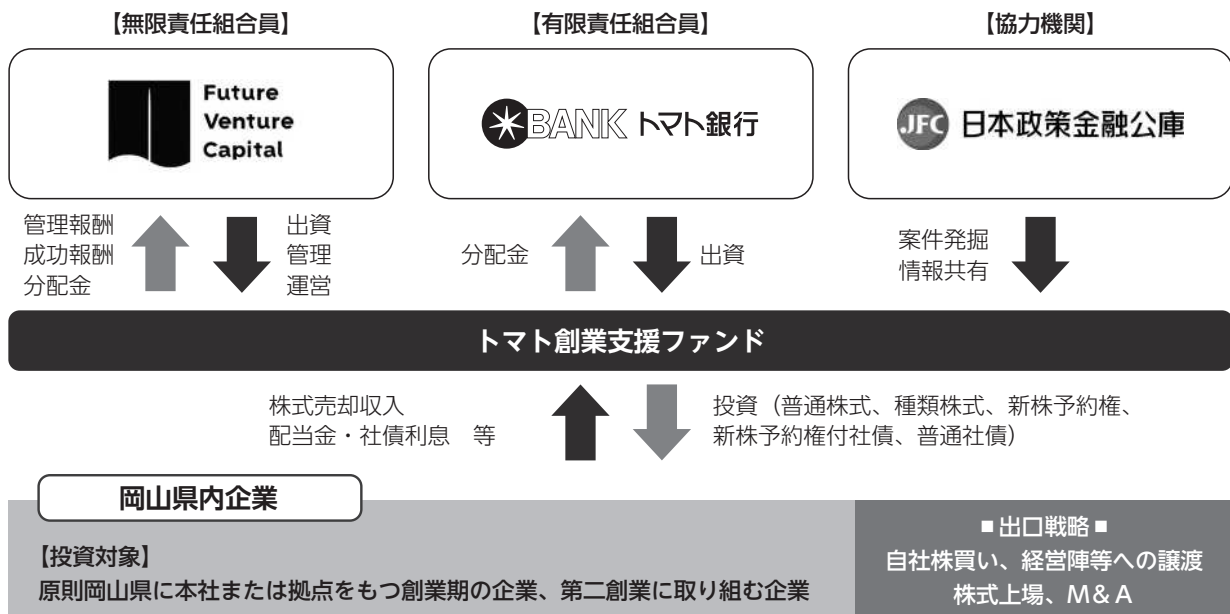 【無限責任組合員】
【有限責任組合員】
【協力機関】
Future
Venture
Capital
BANK トマト銀行
JFC 日本政策金融公庫
管理報酬
成功報酬
分配金
出資
管理
運営
分配金
出資
案件発掘
情報共有
トマト創業支援ファンド
株式売却収入
配当金・社債利息 等
投資(普通株式、種類株式、新株予約権、
新株予約権付社債、普通社債)
岡山県内企業
【投資対象】
原則岡山県に本社または拠点をもつ創業期の企業、第二創業に取り組む企業
■出口戦略■
自社株買い、経営陣等への譲渡
株式上場、M&A